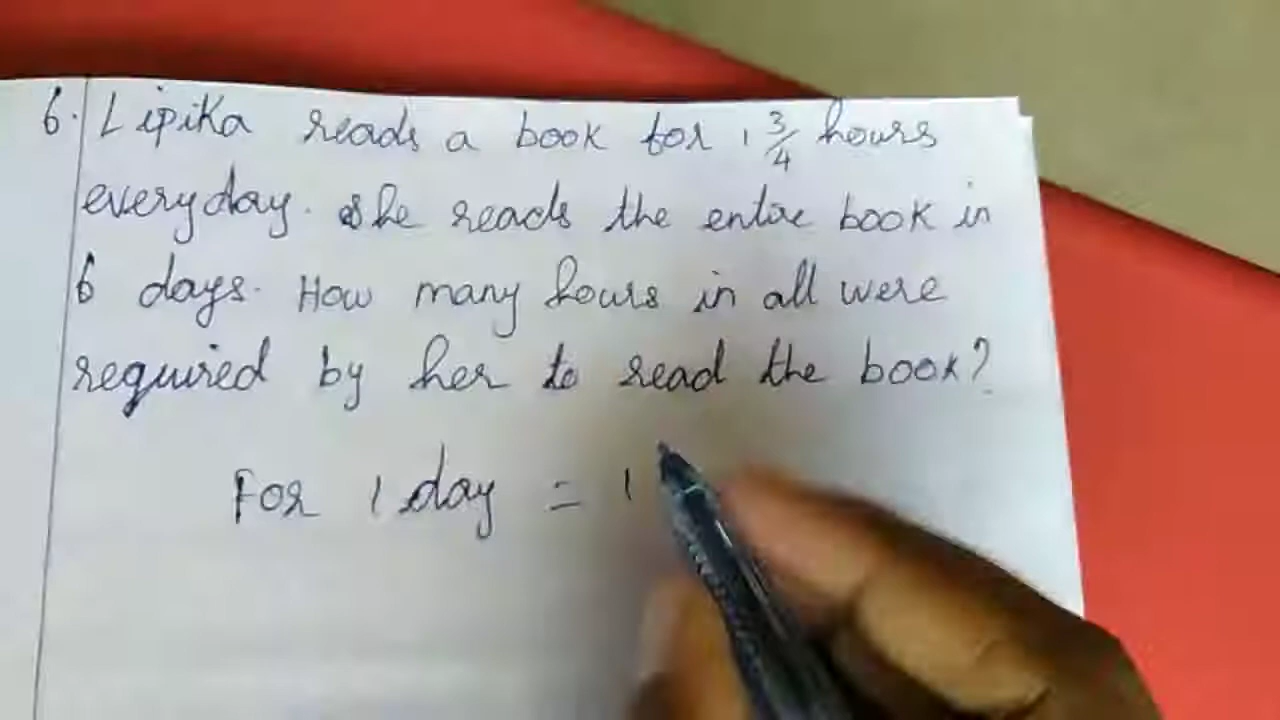 6. Lipika reads a book for 1 3/4 hours
everyday. She reads the entire book in
6 days. How many hours in all were
required by her to read the book?
For 1 day = 1